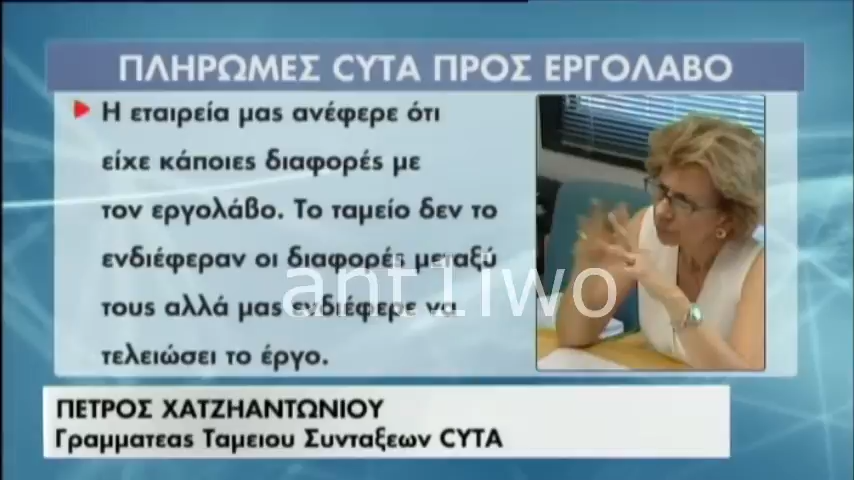 ΠΛΗΡΩΜΕΣ CYTA ΠΡΟΣ ΕΡΓΟΛΑΒΟ
Η εταιρεία μας ανέφερε ότι
είχε κάποιες διαφορές με
τον εργολάβο. Το ταμείο δεν το
ενδιέφεραν οι διαφορές μεταξύ
τους αλλά μας ενδιέφερε να
τελειώσει το έργο.
ant1iwo
ΠΕΤΡΟΣ ΧΑΤΖΗΑΝΤΩΝΙΟΥ
Γραμματεας Ταμειου Συνταξεων CYTA